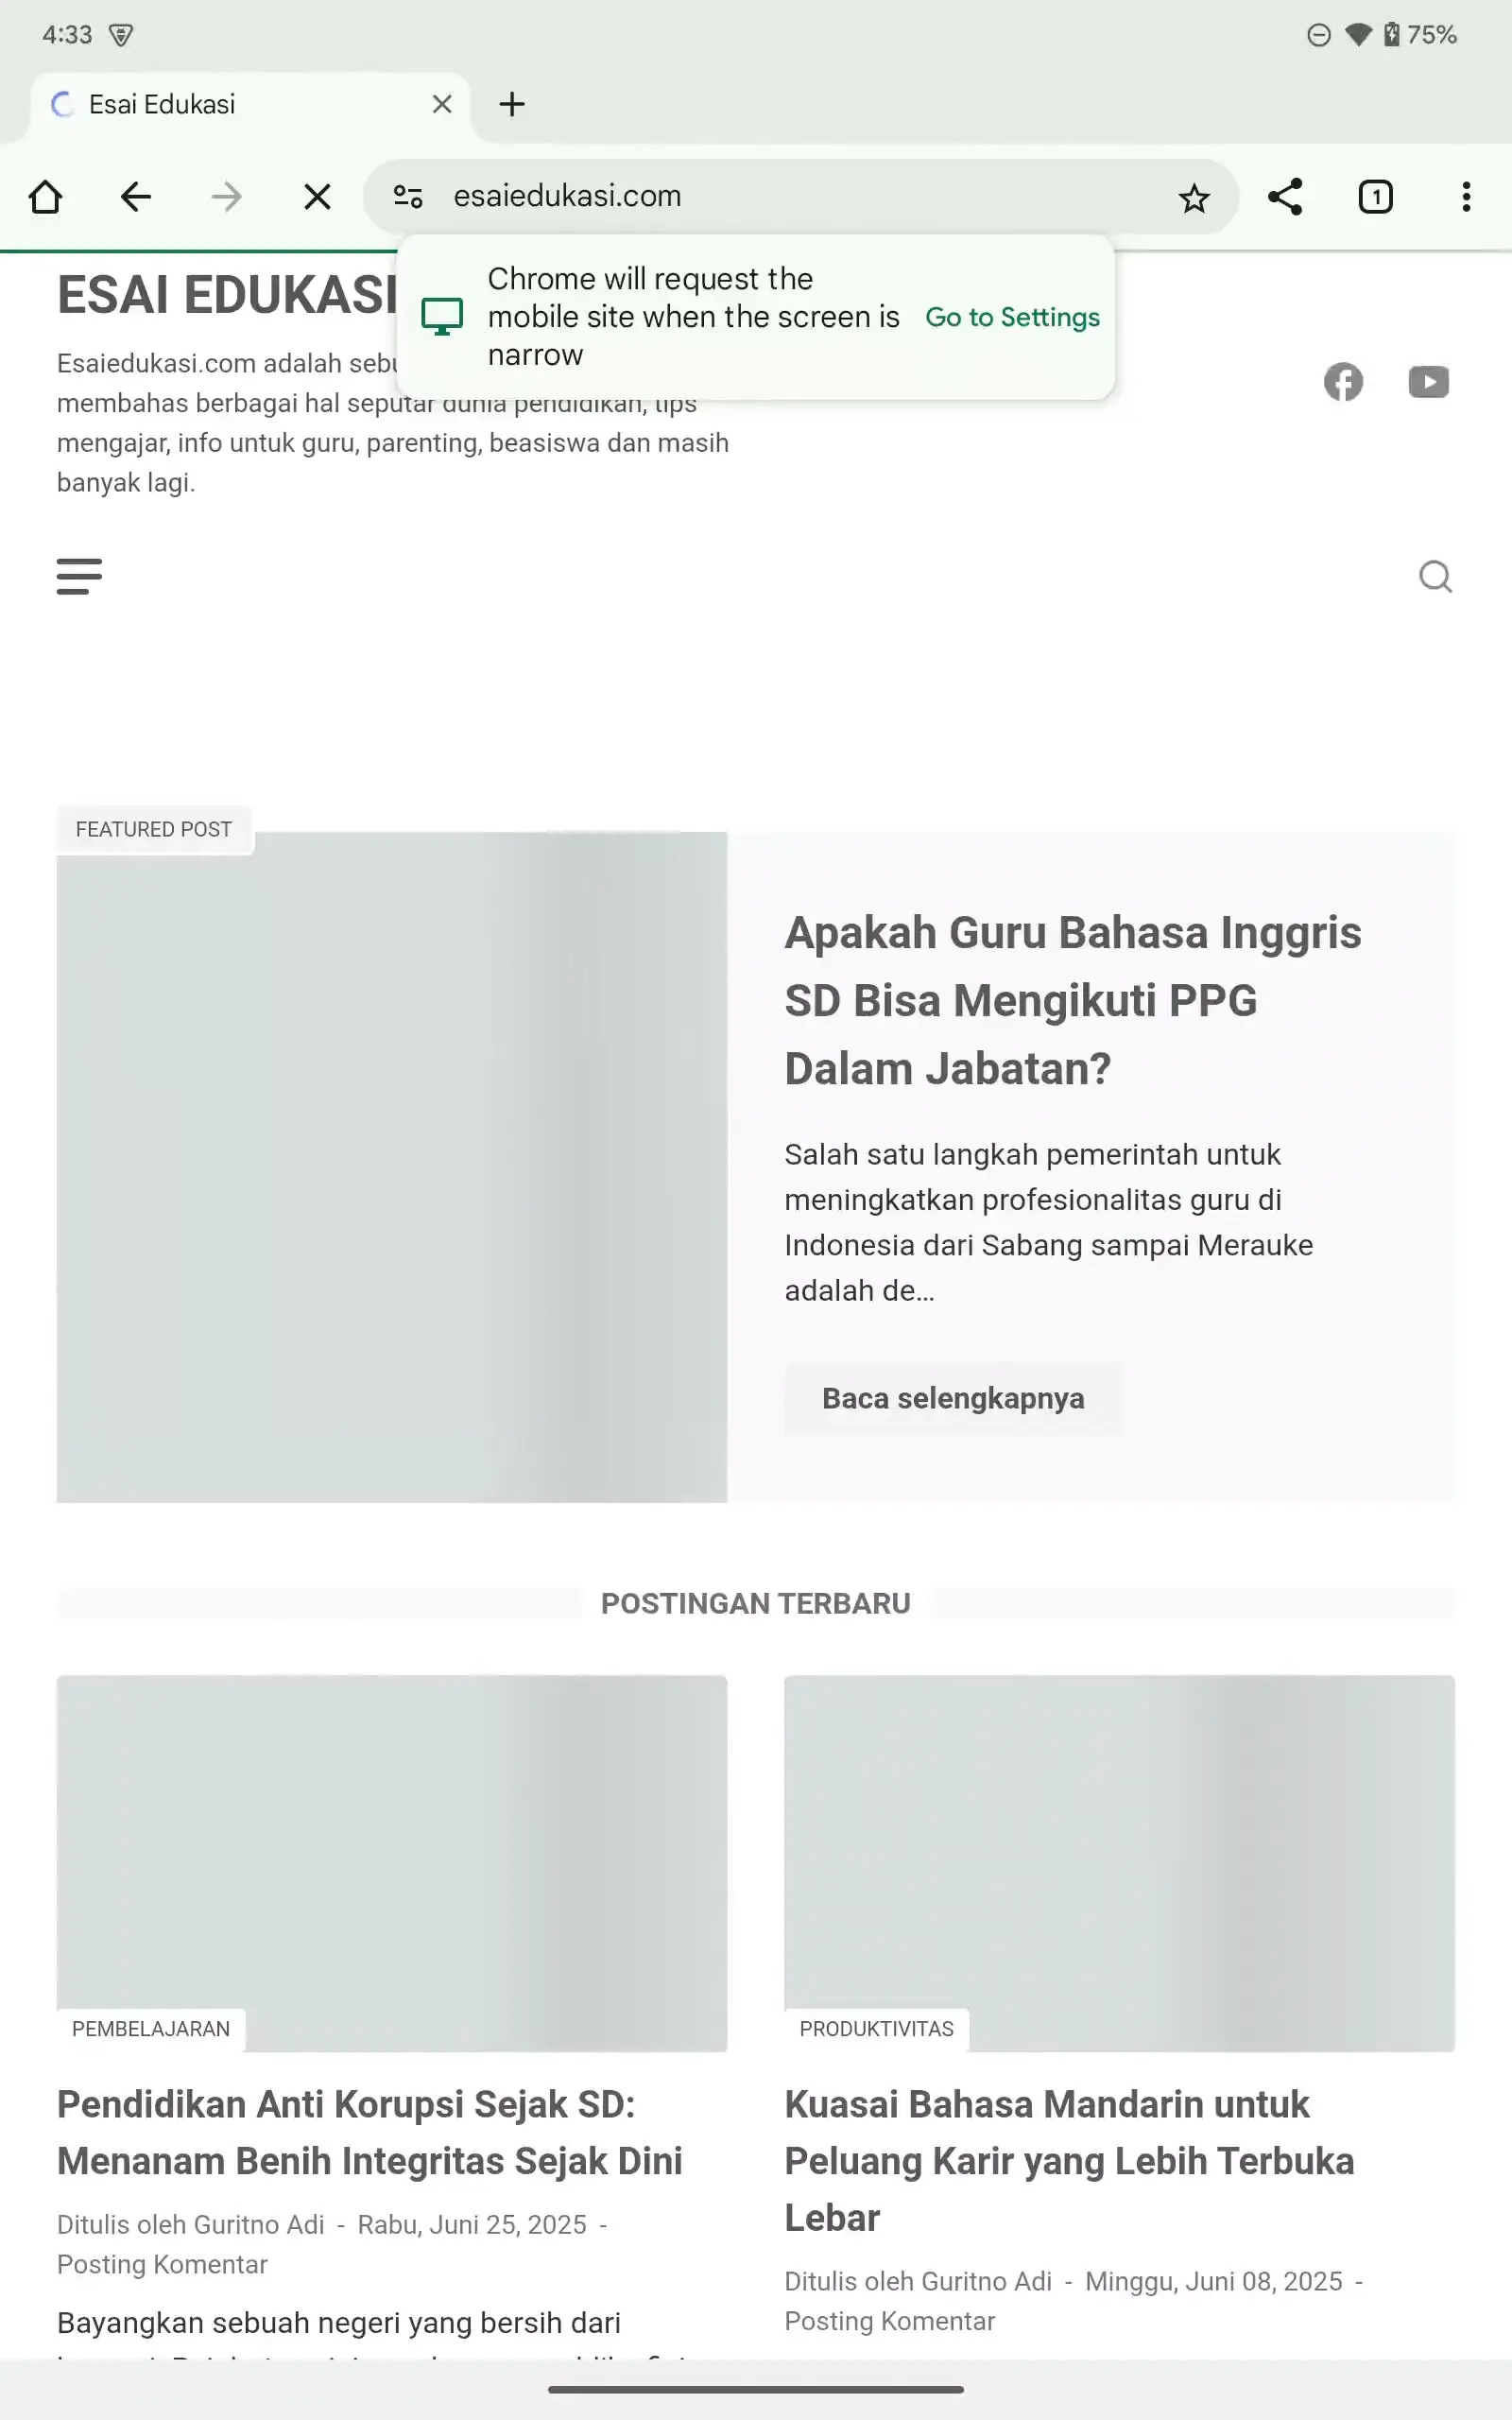 4:33
75%
Esai Edukasi
esaiedukasi.com
1
Chrome will request the
mobile site when the screen is
narrow
Go to Settings
ESAI EDUKASI
Esaiedukasi.com adalah
membahas berbagai hal seputar dunia pendidikan, tips
mengajar, info untuk guru, parenting, beasiswa dan masih
banyak lagi.
FEATURED POST
Apakah Guru Bahasa Inggris
SD Bisa Mengikuti PPG
Dalam Jabatan?
Salah satu langkah pemerintah untuk
meningkatkan profesionalitas guru di
Indonesia dari Sabang sampai Merauke
adalah de...
Baca selengkapnya
POSTINGAN TERBARU
PEMBELAJARAN
Pendidikan Anti Korupsi Sejak SD:
Menanam Benih Integritas Sejak Dini
Ditulis oleh Guritno Adi - Rabu, Juni 25, 2025 -
Posting Komentar
Bayangkan sebuah negeri yang bersih dari
PRODUKTIVITAS
Kuasai Bahasa Mandarin untuk
Peluang Karir yang Lebih Terbuka
Lebar
Ditulis oleh Guritno Adi - Minggu, Juni 08, 2025 -
Posting Komentar